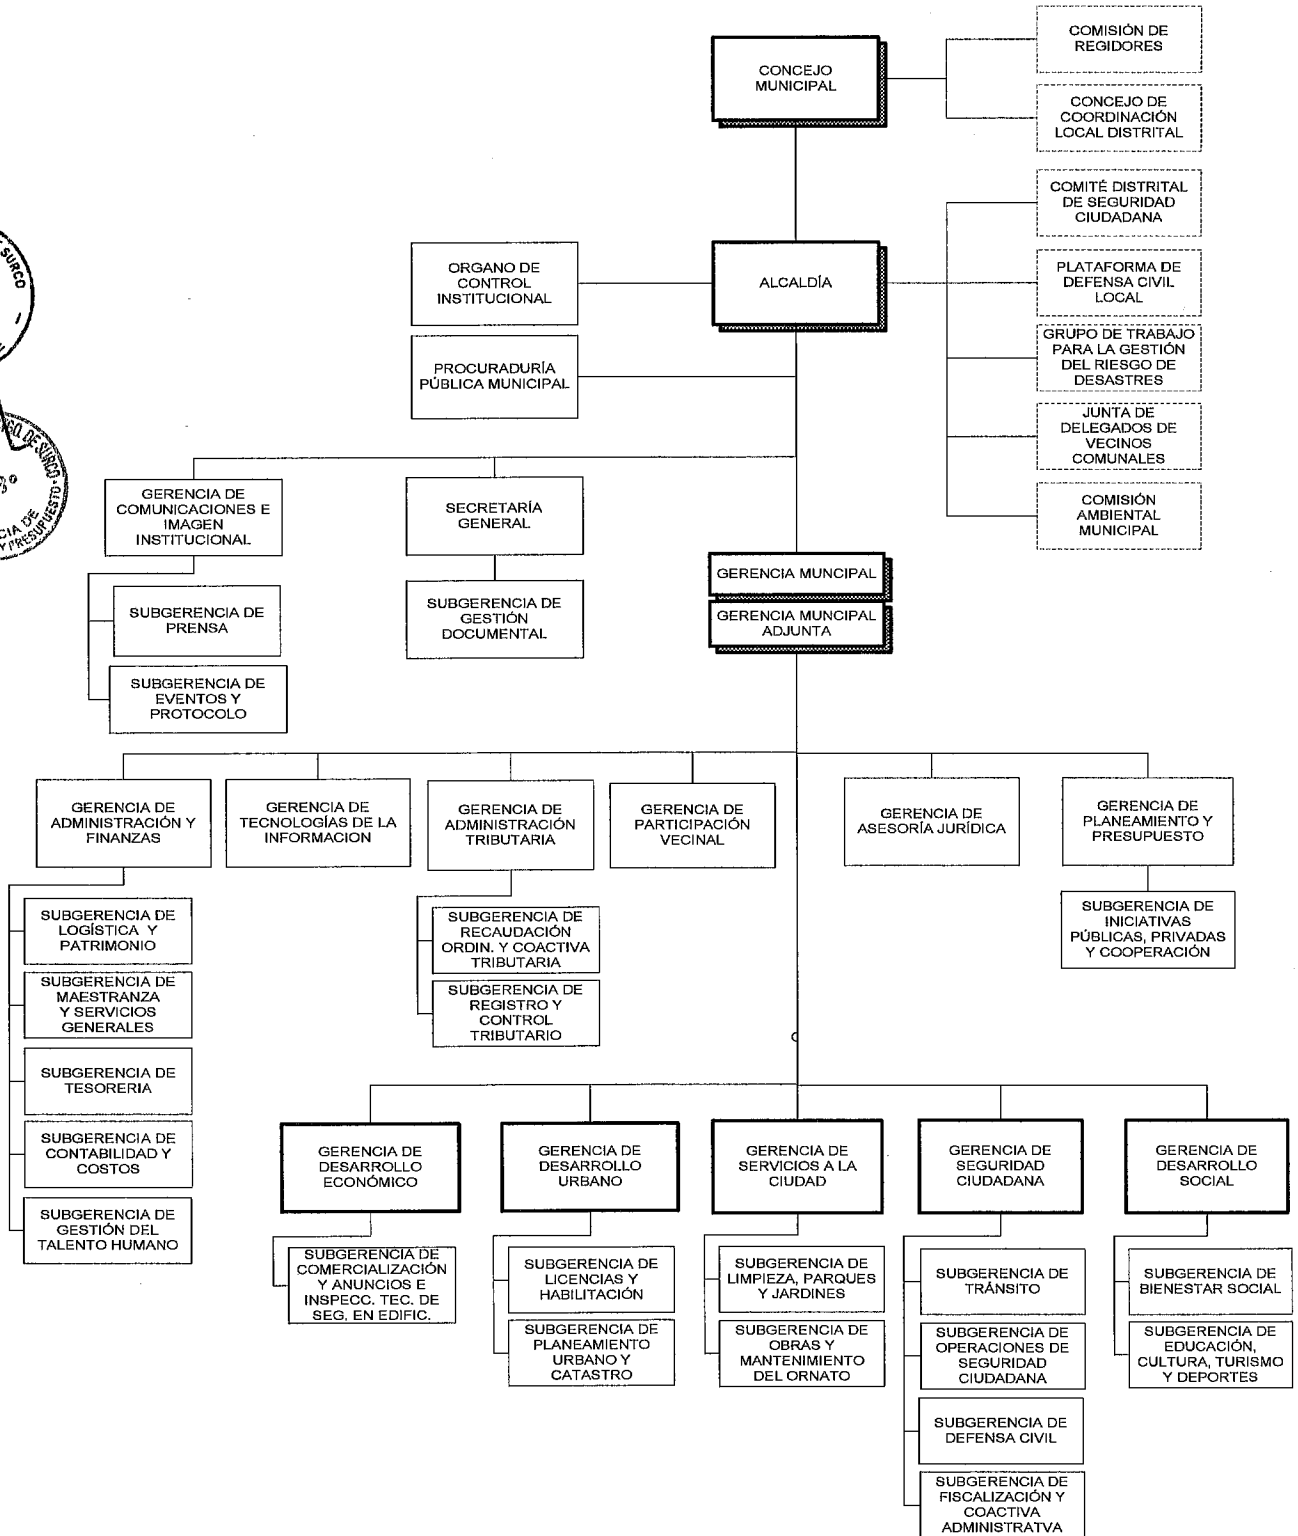 COMISIÓN DE
REGIDORES
CONCEJO
MUNICIPAL
CONCEJO DE
COORDINACIÓN
LOCAL DISTRITAL
COMITÉ DISTRITAL
DE SEGURIDAD
CIUDADANA
ORGANO DE
CONTROL
INSTITUCIONAL
ALCALDÍA
PLATAFORMA DE
DEFENSA CIVIL
LOCAL
PROCURADURÍA
PÚBLICA MUNICIPAL
GRUPO DE TRABAJO
PARA LA GESTIÓN
DEL RIESGO DE
DESASTRES
JUNTA DE
DELEGADOS DE
VECINOS
COMUNALES
COMISIÓN
AMBIENTAL
MUNICIPAL
SURCO
DE SURCO
Y PRESUPUESTO
GERENCIA DE
COMUNICACIONES E
IMAGEN
INSTITUCIONAL
SECRETARÍA
GENERAL
GERENCIA MUNCIPAL
GERENCIA MUNCIPAL
ADJUNTA
SUBGERENCIA DE
PRENSA
SUBGERENCIA DE
GESTIÓN
DOCUMENTAL
SUBGERENCIA DE
EVENTOS Y
PROTOCOLO
GERENCIA DE
ADMINISTRACIÓN Y
FINANZAS
GERENCIA DE
TECNOLOGÍAS DE LA
INFORMACION
GERENCIA DE
ADMINISTRACIÓN
TRIBUTARIA
GERENCIA DE
PARTICIPACIÓN
VECINAL
GERENCIA DE
ASESORÍA JURÍDICA
GERENCIA DE
PLANEAMIENTO Y
PRESUPUESTO
SUBGERENCIA DE
LOGÍSTICA Y
PATRIMONIO
SUBGERENCIA DE
MAESTRANZA
Y SERVICIOS
GENERALES
SUBGERENCIA DE
TESORERIA
SUBGERENCIA DE
CONTABILIDAD Y
COSTOS
SUBGERENCIA DE
GESTIÓN DEL
TALENTO HUMANO
SUBGERENCIA DE
RECAUDACIÓN
ORDIN. Y COACTIVA
TRIBUTARIA
SUBGERENCIA DE
REGISTRO Y
CONTROL
TRIBUTARIO
SUBGERENCIA DE
INICIATIVAS
PÚBLICAS, PRIVADAS
Y COOPERACIÓN
GERENCIA DE
DESARROLLO
ECONÓMICO
GERENCIA DE
DESARROLLO
URBANO
GERENCIA DE
SERVICIOS A LA
CIUDAD
GERENCIA DE
SEGURIDAD
CIUDADANA
GERENCIA DE
DESARROLLO
SOCIAL
SUBGERENCIA DE
COMERCIALIZACIÓN
Y ANUNCIOS E
INSPECC. TEC. DE
SEG. EN EDIFIC.
SUBGERENCIA DE
LICENCIAS Y
HABILITACIÓN
SUBGERENCIA DE
PLANEAMIENTO
URBANO Y
CATASTRO
SUBGERENCIA DE
LIMPIEZA, PARQUES
Y JARDINES
SUBGERENCIA DE
OBRAS Y
MANTENIMIENTO
DEL ORNATO
SUBGERENCIA DE
TRÁNSITO
SUBGERENCIA DE
OPERACIONES DE
SEGURIDAD
CIUDADANA
SUBGERENCIA DE
DEFENSA CIVIL
SUBGERENCIA DE
FISCALIZACIÓN Y
COACTIVA
ADMINISTRATVA
SUBGERENCIA DE
BIENESTAR SOCIAL
SUBGERENCIA DE
EDUCACIÓN,
CULTURA, TURISMO
Y DEPORTES